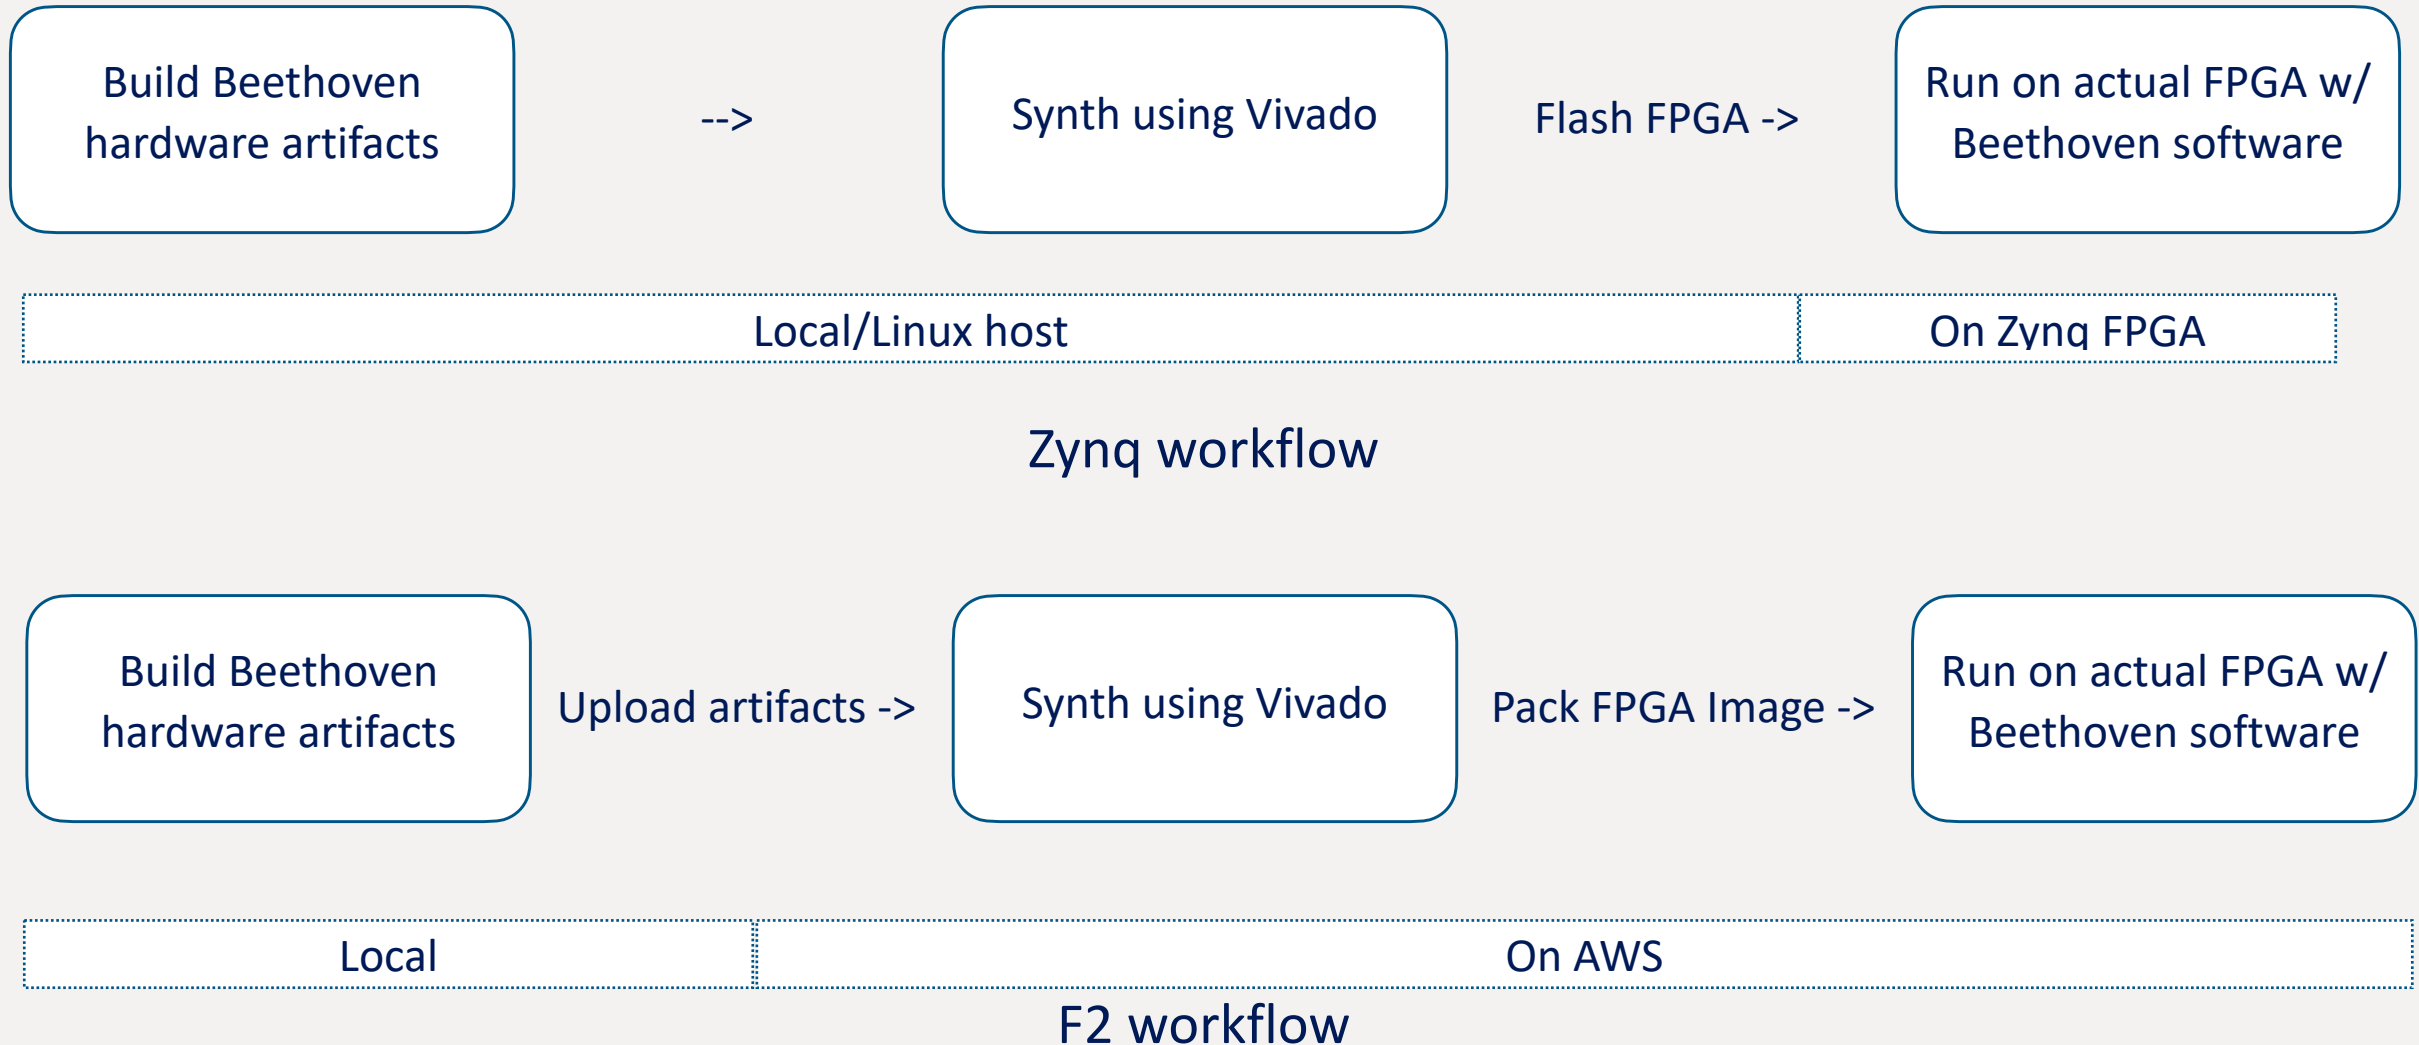 Build Beethoven
hardware artifacts
-->
Synth using Vivado
Flash FPGA ->
Run on actual FPGA w/
Beethoven software
Local/Linux host
On Zynq FPGA
Zynq workflow
Build Beethoven
hardware artifacts
Upload artifacts ->
Synth using Vivado
Pack FPGA Image ->
Run on actual FPGA w/
Beethoven software
Local
On AWS
F2 workflow